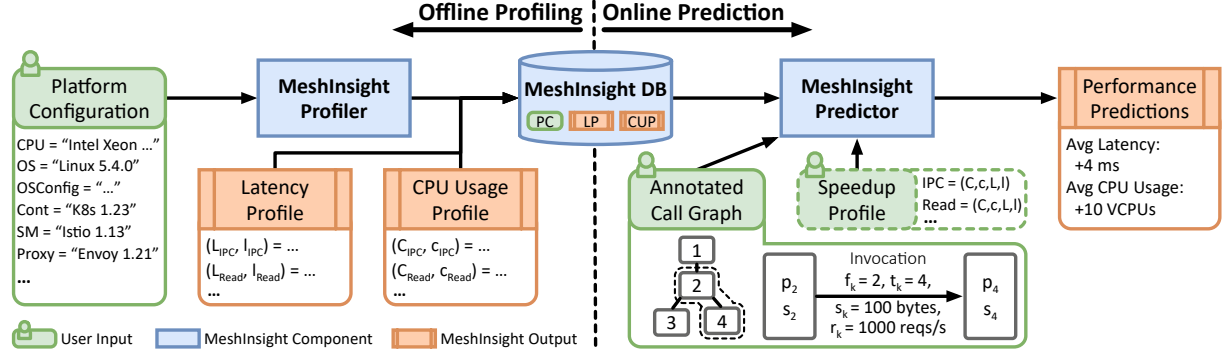 Offline Profiling
Online Prediction
Platform
Configuration
CPU = “Intel Xeon ...”
OS = “Linux 5.4.0”
OSConfig = “...”
Cont = “K8s 1.23”
SM = “Istio 1.13”
Proxy = “Envoy 1.21”
...
MeshInsight
Profiler
Latency
Profile
(L_IPC, l_IPC) = ...
(L_Read, l_Read) = ...
...
CPU Usage
Profile
(C_IPC, c_IPC) = ...
(C_Read, c_Read) = ...
...
MeshInsight DB
PC LP CUP
MeshInsight
Predictor
Annotated
Call Graph
Speedup
Profile
IPC = (C,c,L,l)
Read = (C,c,L,l)
...
1
2
3 4
p₂
s₂
Invocation
f_k = 2, t_k = 4,
s_k = 100 bytes,
r_k = 1000 reqs/s
p₄
s₄
Performance
Predictions
Avg Latency:
+4 ms
Avg CPU Usage:
+10 VCPUs
User Input
MeshInsight Component
MeshInsight Output